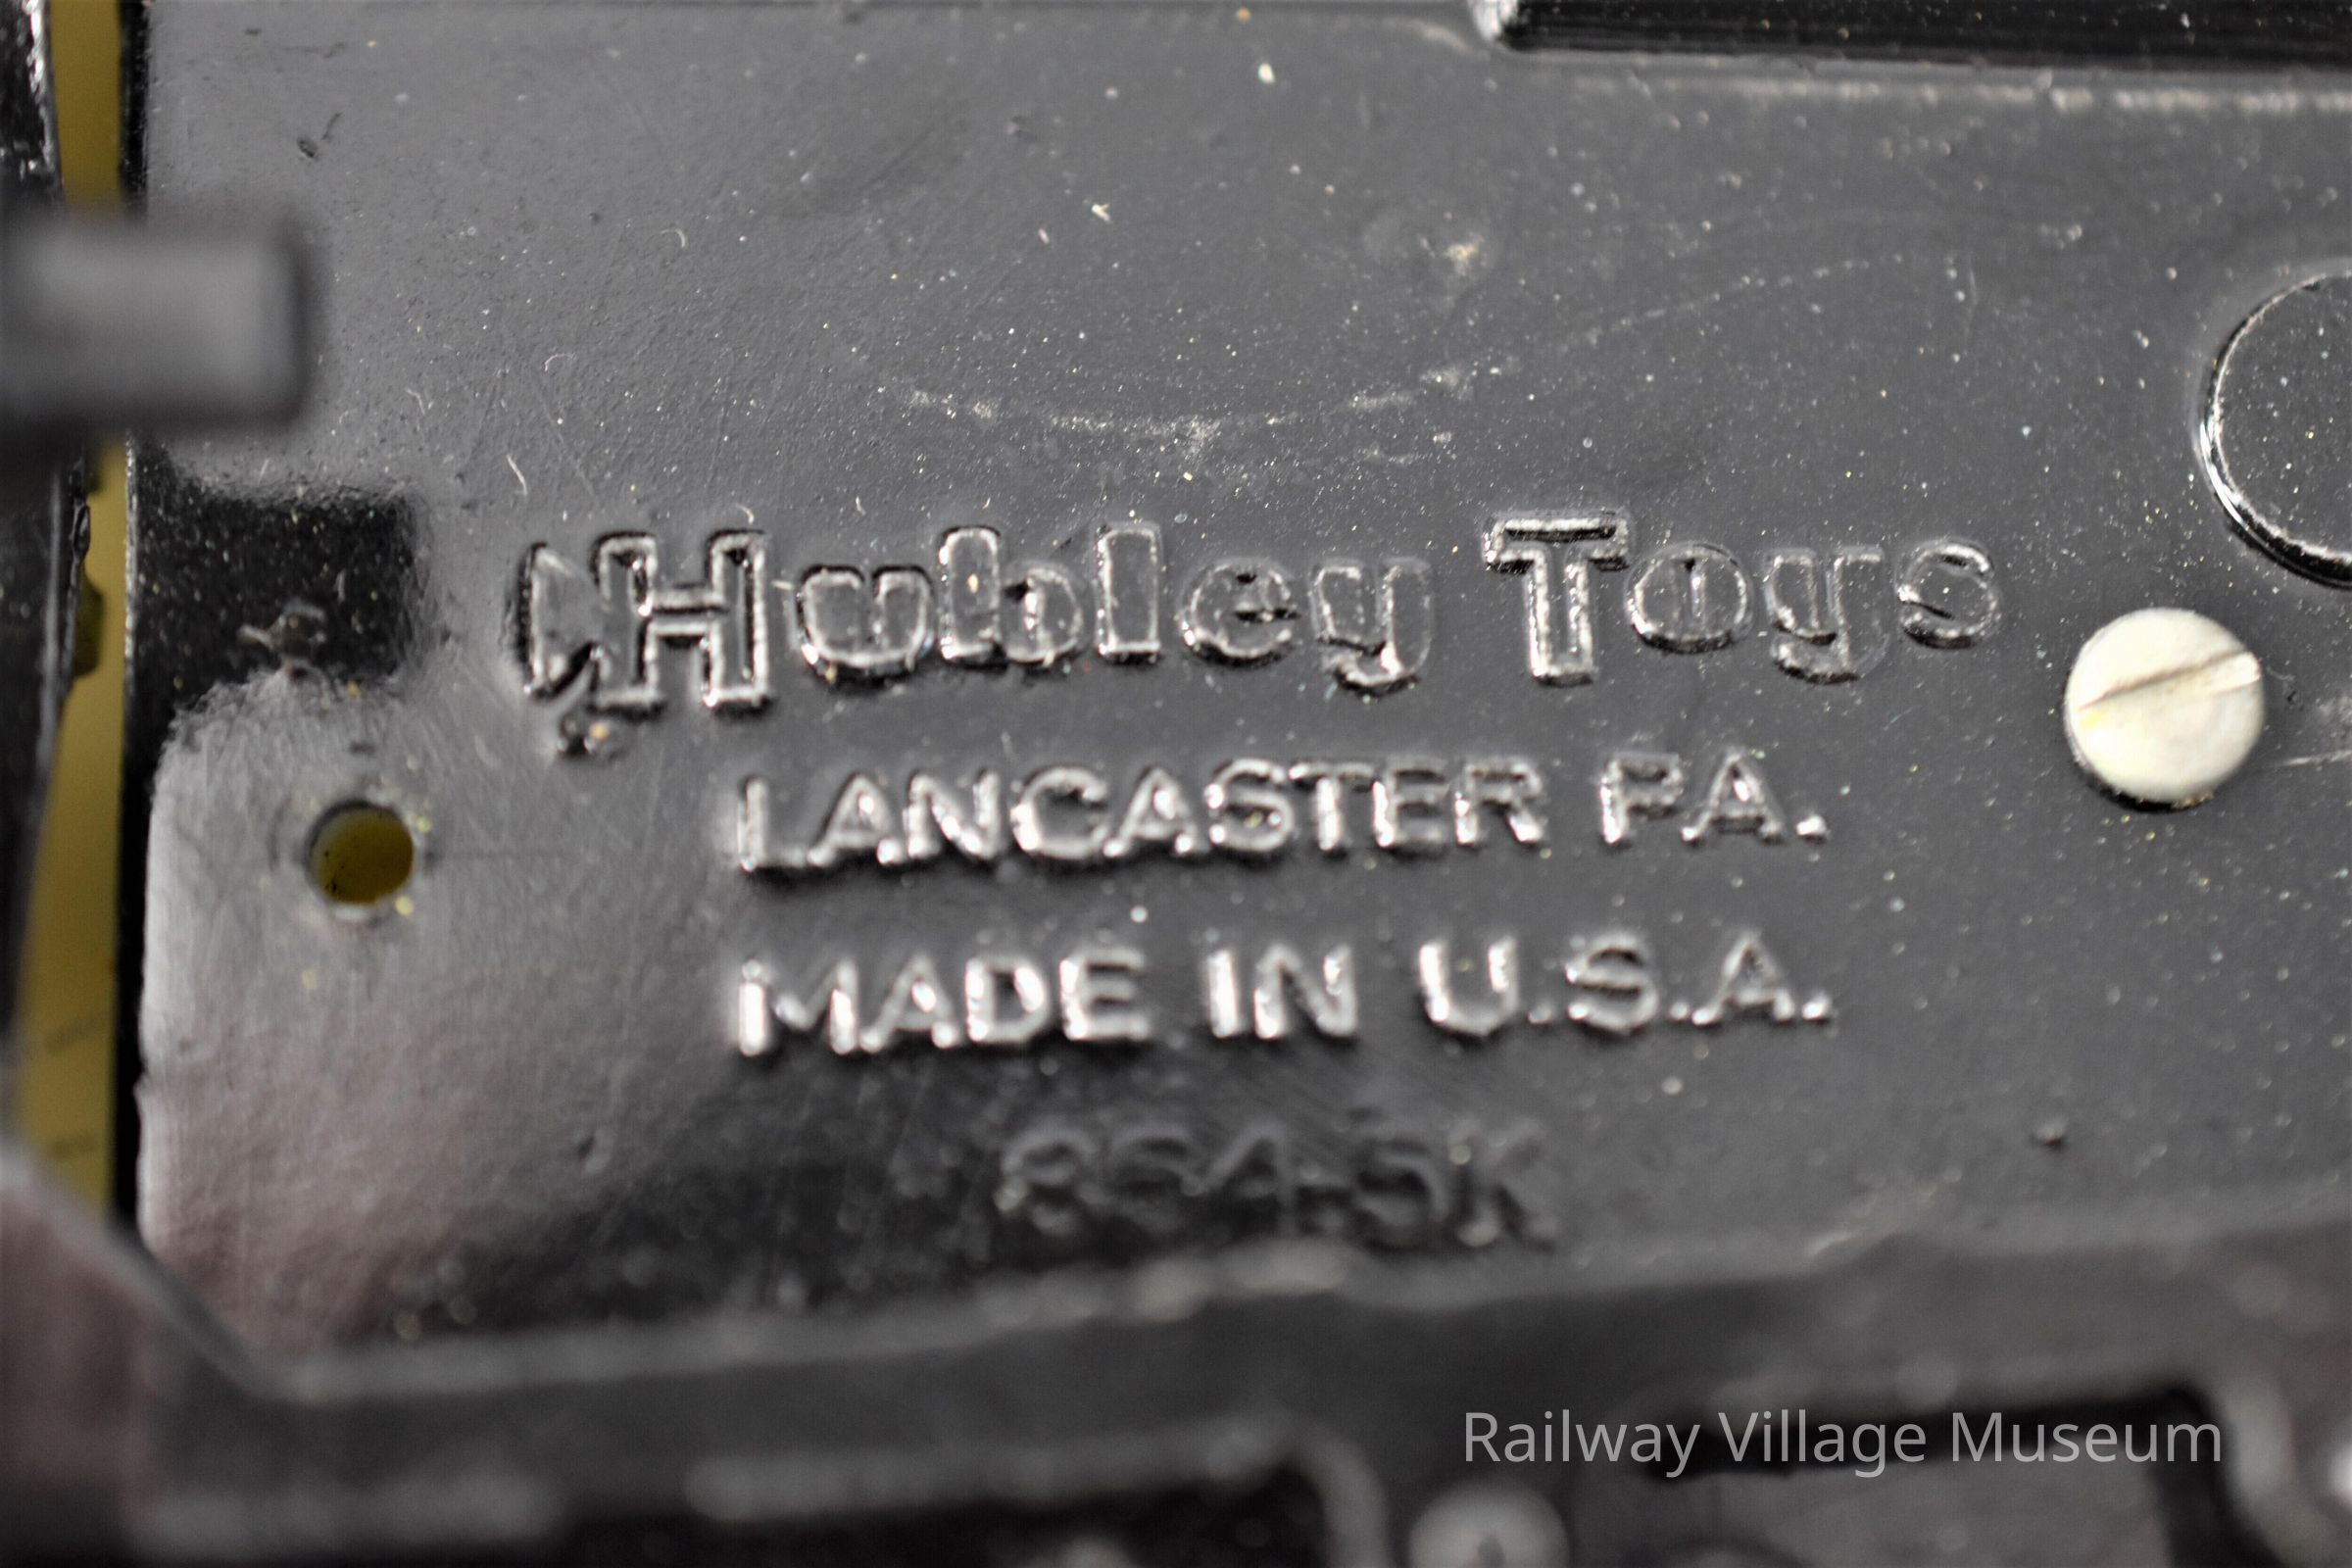 Hubley Toys
LANCASTER PA.
MADE IN U.S.A.
Railway Village Museum